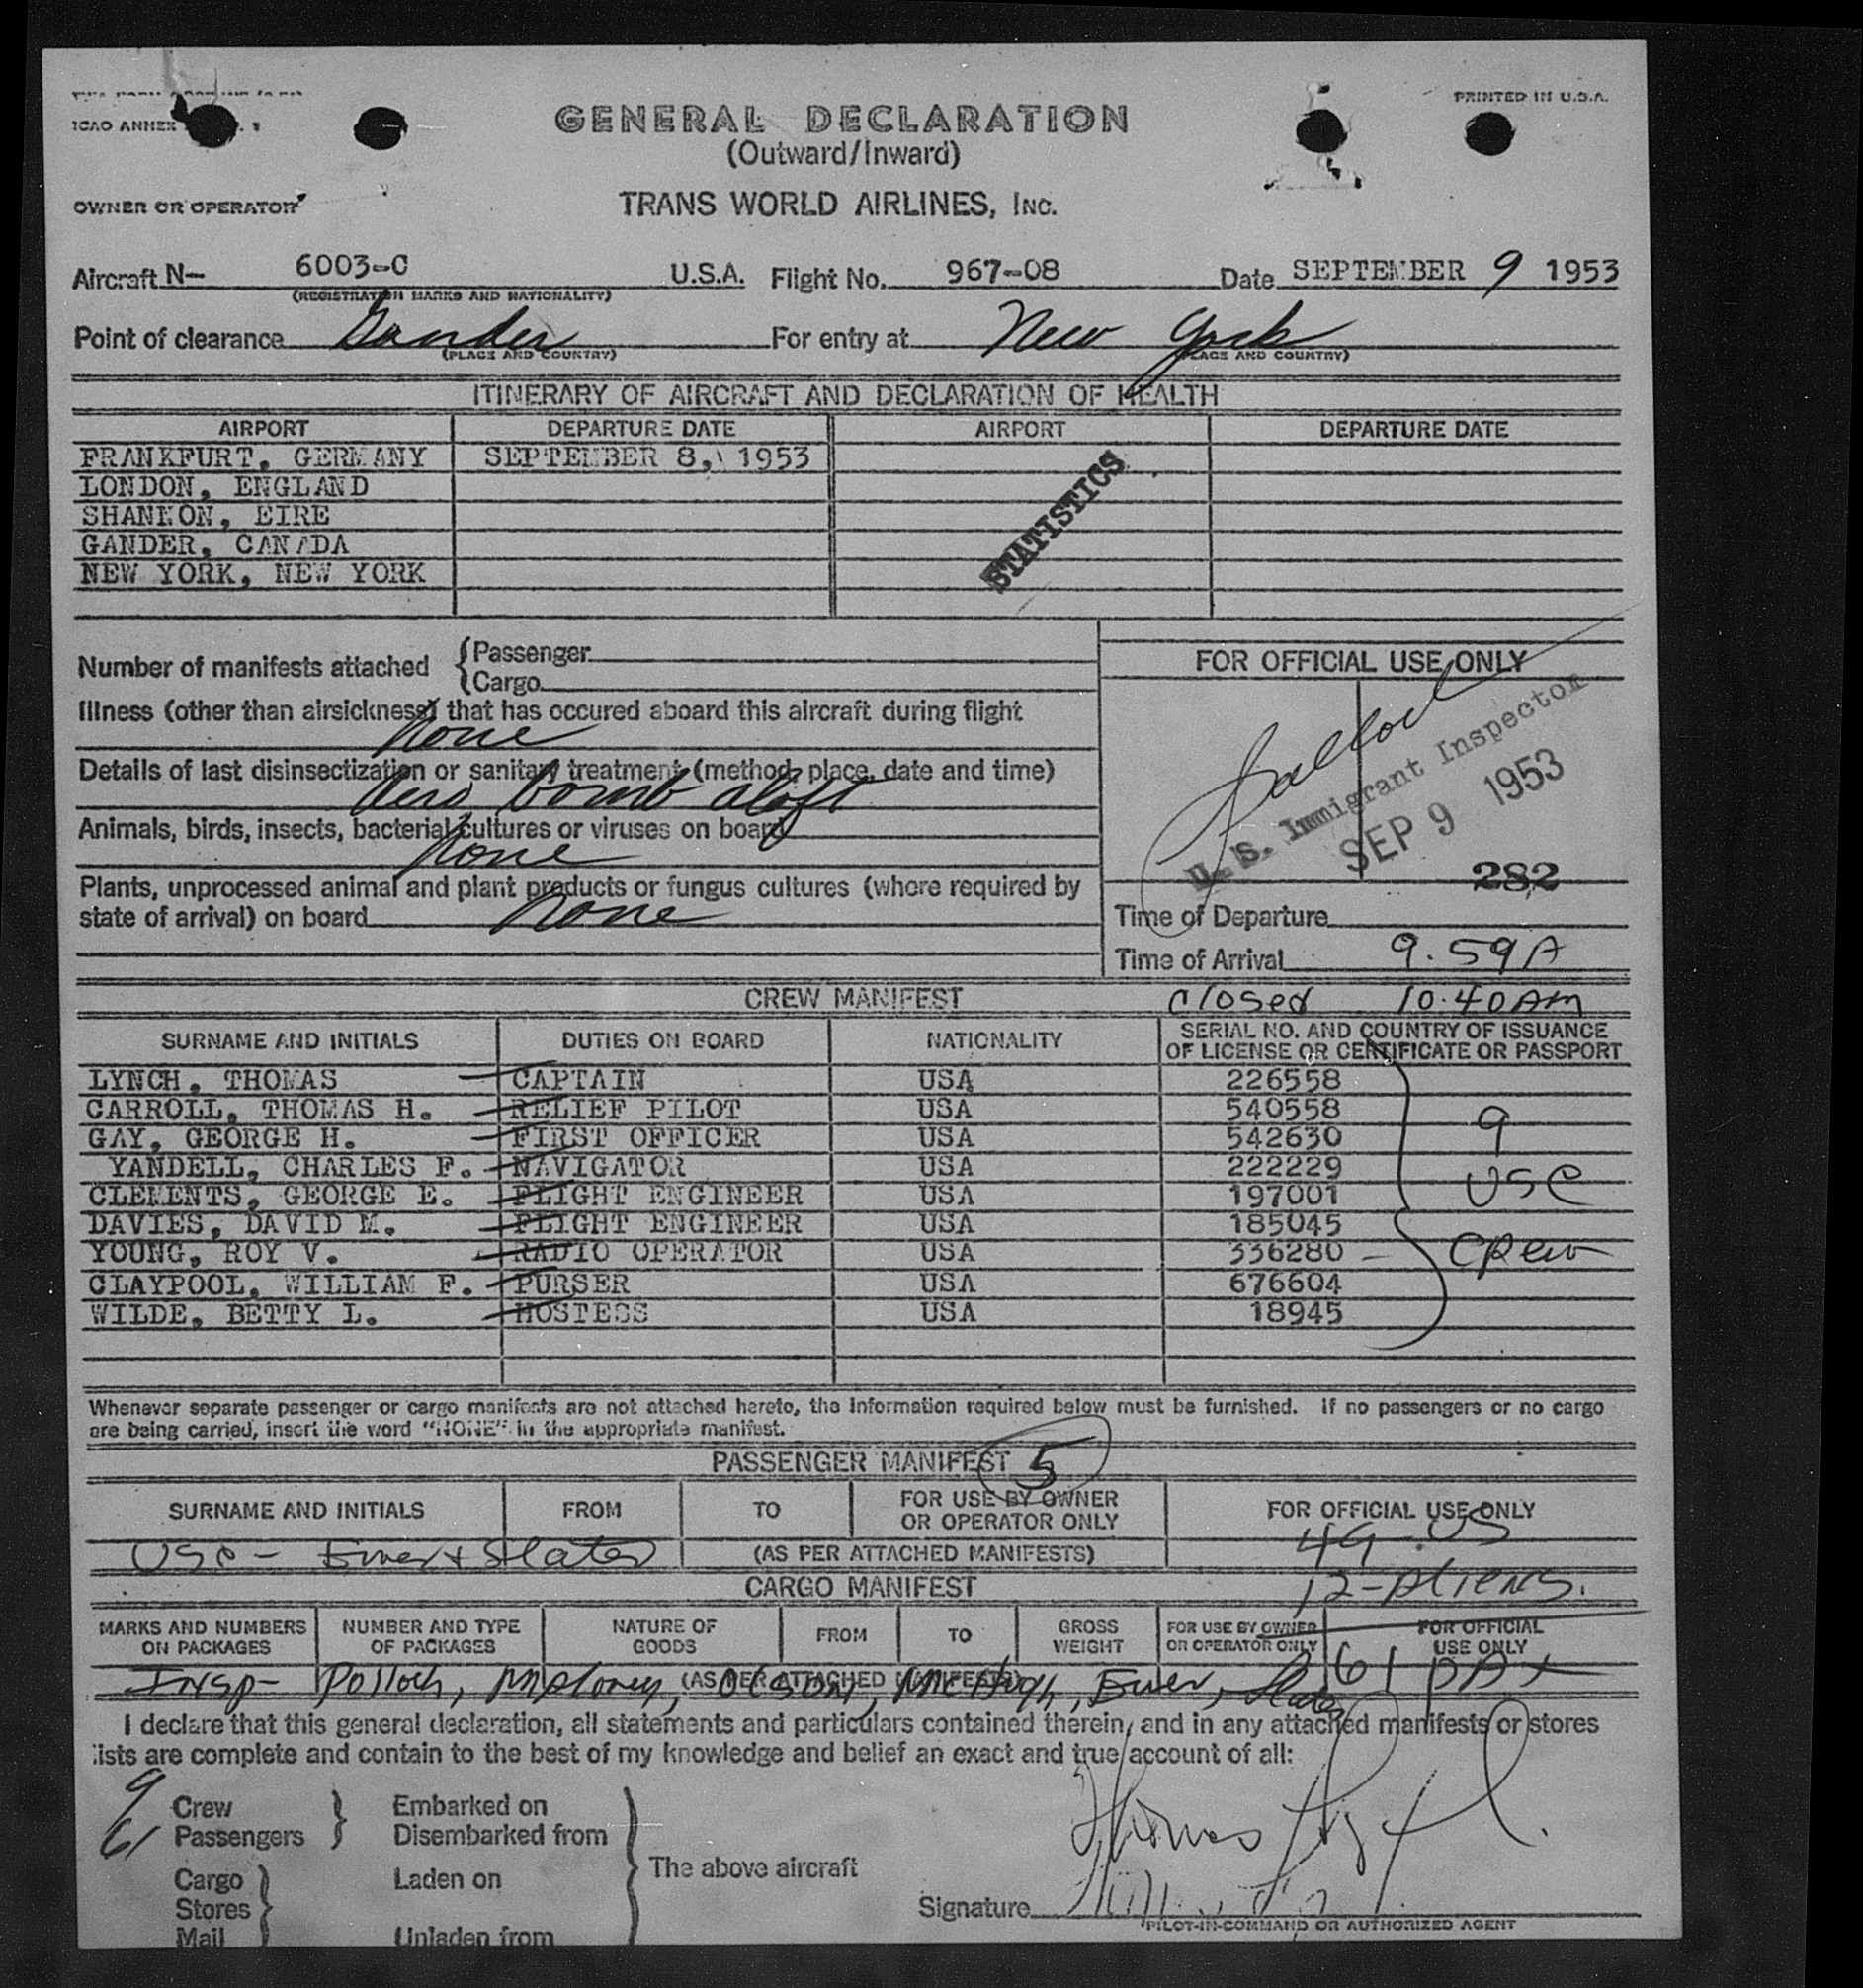 ICAO ANNEX
PRINTED IN U.S.A.
GENERAL DECLARATION
(Outward/Inward)
OWNER OR OPERATOR
TRANS WORLD AIRLINES, INC.
Aircraft N- 6003-C U.S.A. Flight No. 967-08 Date SEPTEMBER 9 1953
(REGISTRATION MARKS AND NATIONALITY)
Point of clearance Gander For entry at New York
(PLACE AND COUNTRY) (PLACE AND COUNTRY)
ITINERARY OF AIRCRAFT AND DECLARATION OF HEALTH
AIRPORT DEPARTURE DATE AIRPORT DEPARTURE DATE
FRANKFURT, GERMANY SEPTEMBER 8, 1953
LONDON, ENGLAND
SHANNON, EIRE
GANDER, CANADA
NEW YORK, NEW YORK
STATISTICS
Number of manifests attached { Passenger
{ Cargo
FOR OFFICIAL USE ONLY
Illness (other than airsickness) that has occured aboard this aircraft during flight
None
Details of last disinsectization or sanitary treatment (method, place, date and time)
Aero bomb aloft
Animals, birds, insects, bacterial cultures or viruses on board
None
Plants, unprocessed animal and plant products or fungus cultures (where required by
state of arrival) on board None
U. S. Immigrant Inspector
SEP 9 1953
282
Time of Departure
Time of Arrival 9.59A
CREW MANIFEST closed 10.40AM
SURNAME AND INITIALS DUTIES ON BOARD NATIONALITY SERIAL NO. AND COUNTRY OF ISSUANCE OF LICENSE OR CERTIFICATE OR PASSPORT
LYNCH, THOMAS CAPTAIN USA 226558
CARROLL, THOMAS H. RELIEF PILOT USA 540558
GAY, GEORGE H. FIRST OFFICER USA 542630
YANDELL, CHARLES F. NAVIGATOR USA 222229
CLEMENTS, GEORGE E. FLIGHT ENGINEER USA 197001
DAVIES, DAVID M. FLIGHT ENGINEER USA 185045
YOUNG, ROY V. RADIO OPERATOR USA 336280
CLAYPOOL, WILLIAM F. PURSER USA 676604
WILDE, BETTY L. HOSTESS USA 18945
9
USC
Crew
Whenever separate passenger or cargo manifests are not attached hereto, the information required below must be furnished. If no passengers or no cargo
are being carried, insert the word "NONE" in the appropriate manifest.
PASSENGER MANIFEST 5
SURNAME AND INITIALS FROM TO FOR USE BY OWNER OR OPERATOR ONLY FOR OFFICIAL USE ONLY
USC - Ewer + Slater (AS PER ATTACHED MANIFESTS) 49 US
CARGO MANIFEST 12-Aliens.
MARKS AND NUMBERS ON PACKAGES NUMBER AND TYPE OF PACKAGES NATURE OF GOODS FROM TO GROSS WEIGHT FOR USE BY OWNER OR OPERATOR ONLY FOR OFFICIAL USE ONLY
(AS PER ATTACHED MANIFESTS) 61 PAX
Insp- Pollock, Maloney, Olson, McHugh, Ewer, Slater
I declare that this general declaration, all statements and particulars contained therein, and in any attached manifests or stores
lists are complete and contain to the best of my knowledge and belief an exact and true account of all:
9 Crew } Embarked on
61 Passengers } Disembarked from
Cargo } Laden on
Stores }
Mail } Unladen from
The above aircraft
Signature
PILOT-IN-COMMAND OR AUTHORIZED AGENT